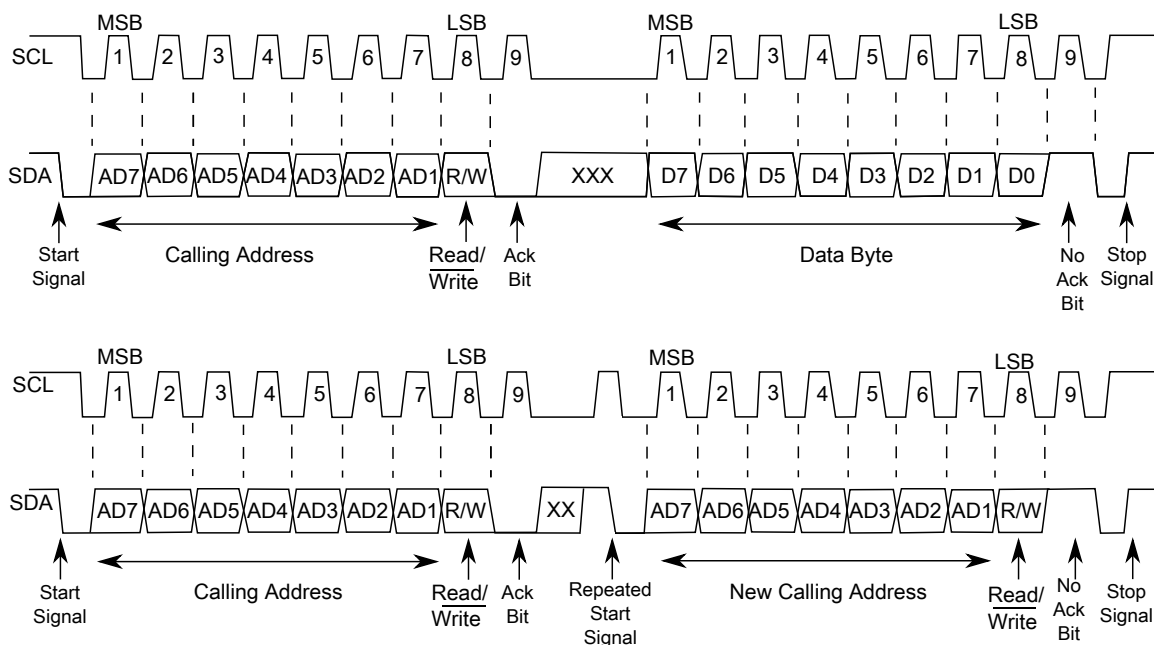 MSB LSB MSB LSB
SCL 1 2 3 4 5 6 7 8 9 1 2 3 4 5 6 7 8 9
SDA AD7 AD6 AD5 AD4 AD3 AD2 AD1 R/W XXX D7 D6 D5 D4 D3 D2 D1 D0
Start Signal
Calling Address
Read/
Write
Ack
Bit
Data Byte
No
Ack
Bit
Stop
Signal
MSB LSB MSB LSB
SCL 1 2 3 4 5 6 7 8 9 1 2 3 4 5 6 7 8 9
SDA AD7 AD6 AD5 AD4 AD3 AD2 AD1 R/W XX AD7 AD6 AD5 AD4 AD3 AD2 AD1 R/W
Start
Signal
Calling Address
Read/
Write
Ack
Bit
Repeated
Start
Signal
New Calling Address
Read/
Write
No
Ack
Bit
Stop
Signal